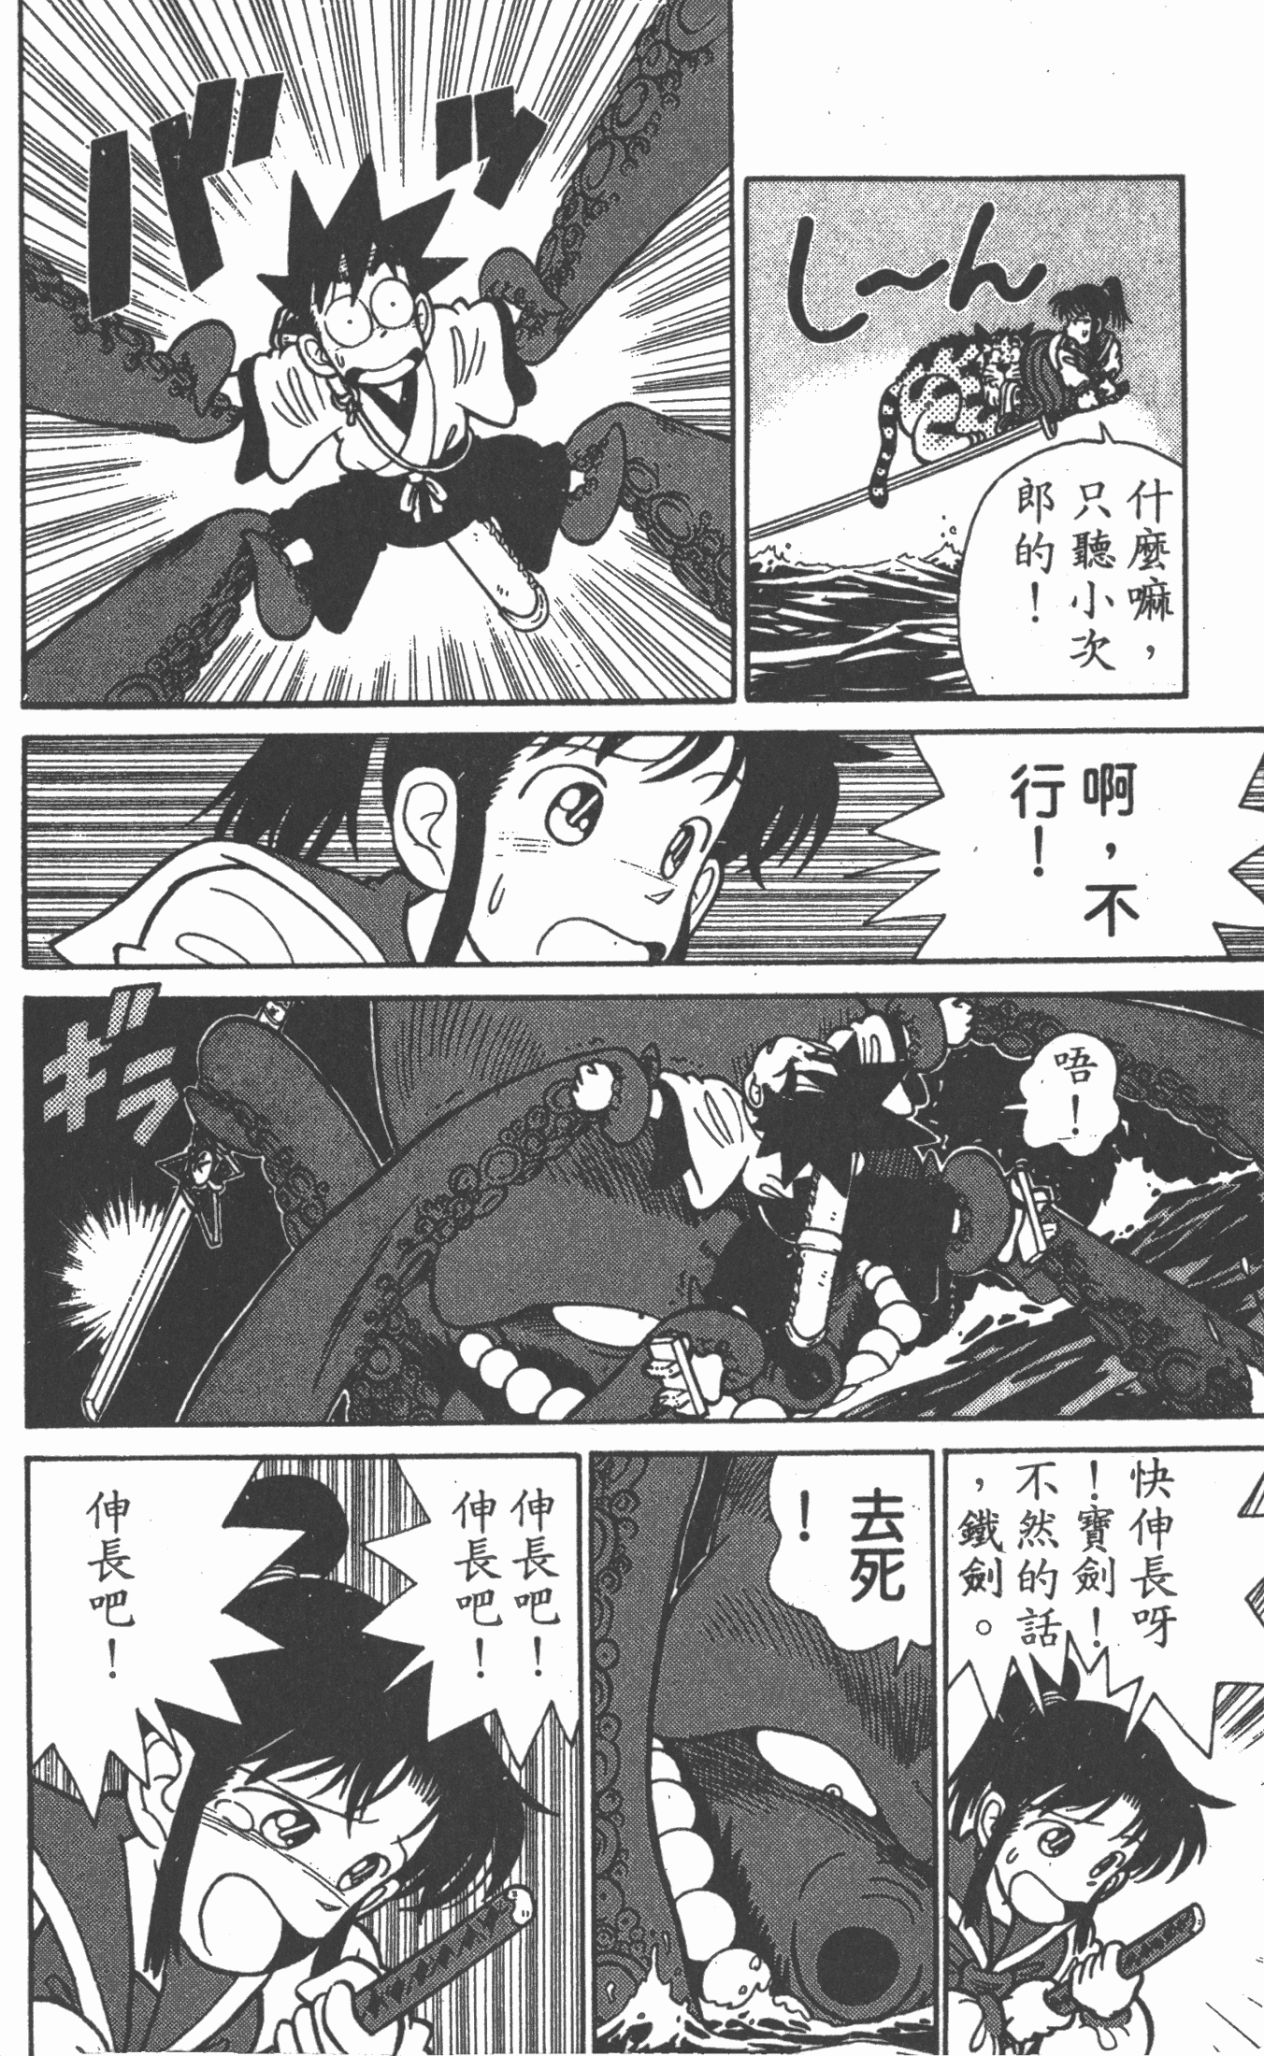 し〜ん
什麼嘛，
只聽小次
郎的！
バッ
啊，不
行！
唔！
ギラ
快伸長呀
！寶劍！
不然的話
，鐵劍。
去死
！
伸長吧！
伸長吧！
伸長吧！